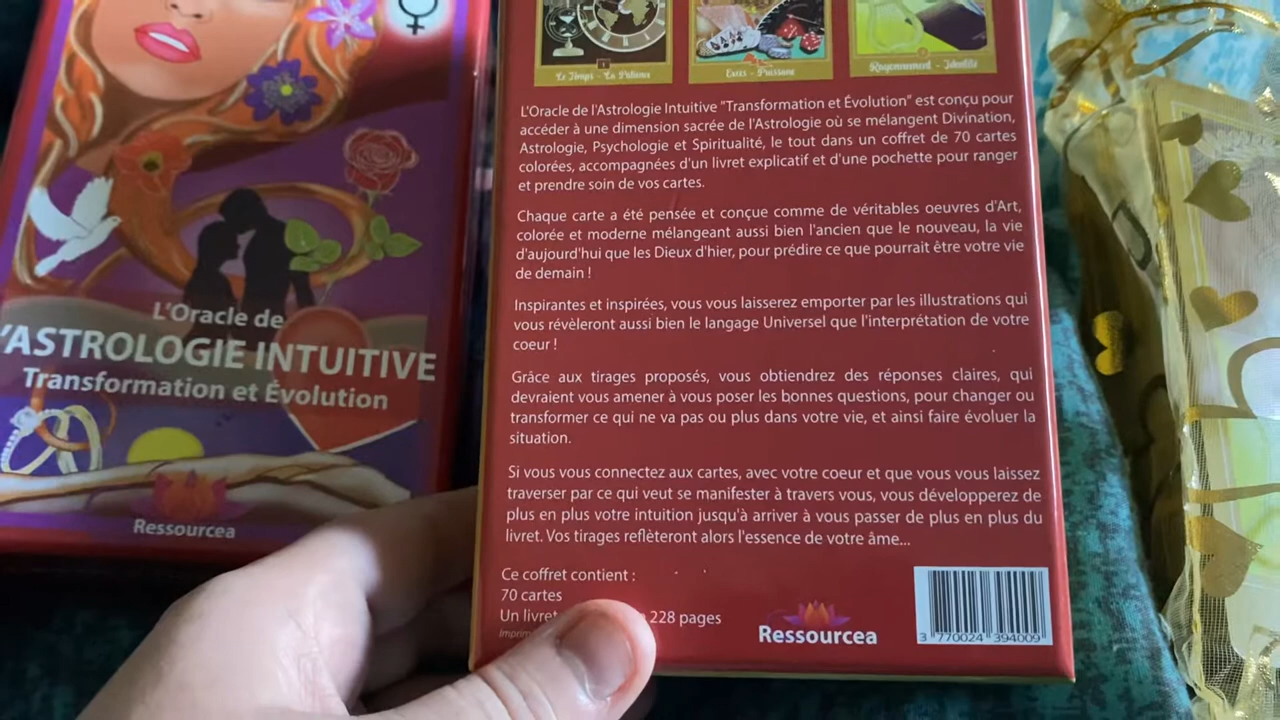 L'Oracle de
'ASTROLOGIE INTUITIVE
Transformation et Évolution
Ressourcea
1
Le Temps - La Patience
Excès - Passions
Rayonnement - Identité
L'Oracle de l'Astrologie Intuitive "Transformation et Évolution" est conçu pour
accéder à une dimension sacrée de l'Astrologie où se mélangent Divination,
Astrologie, Psychologie et Spiritualité, le tout dans un coffret de 70 cartes
colorées, accompagnées d'un livret explicatif et d'une pochette pour ranger
et prendre soin de vos cartes.
Chaque carte a été pensée et conçue comme de véritables oeuvres d'Art,
colorée et moderne mélangeant aussi bien l'ancien que le nouveau, la vie
d'aujourd'hui que les Dieux d'hier, pour prédire ce que pourrait être votre vie
de demain !
Inspirantes et inspirées, vous vous laisserez emporter par les illustrations qui
vous révèleront aussi bien le langage Universel que l'interprétation de votre
coeur !
Grâce aux tirages proposés, vous obtiendrez des réponses claires, qui
devraient vous amener à vous poser les bonnes questions, pour changer ou
transformer ce qui ne va pas ou plus dans votre vie, et ainsi faire évoluer la
situation.
Si vous vous connectez aux cartes, avec votre coeur et que vous vous laissez
traverser par ce qui veut se manifester à travers vous, vous développerez de
plus en plus votre intuition jusqu'à arriver à vous passer de plus en plus du
livret. Vos tirages reflèteront alors l'essence de votre âme...
Ce coffret contient :
70 cartes
Un livret 228 pages
Ressourcea
3 770024 394009